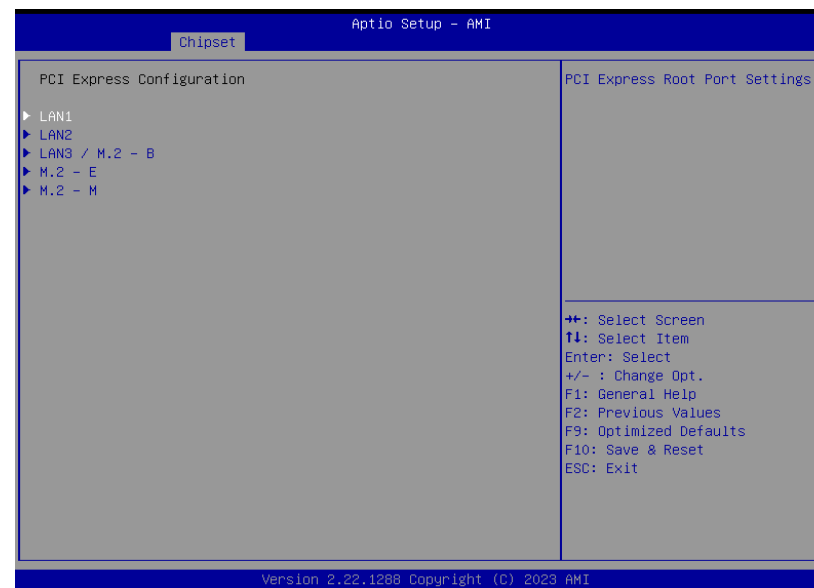 Aptio Setup – AMI
Chipset
PCI Express Configuration
▶ LAN1
▶ LAN2
▶ LAN3 / M.2 – B
▶ M.2 – E
▶ M.2 – M
PCI Express Root Port Settings
→←: Select Screen
↑↓: Select Item
Enter: Select
+/- : Change Opt.
F1: General Help
F2: Previous Values
F9: Optimized Defaults
F10: Save & Reset
ESC: Exit
Version 2.22.1288 Copyright (C) 2023 AMI